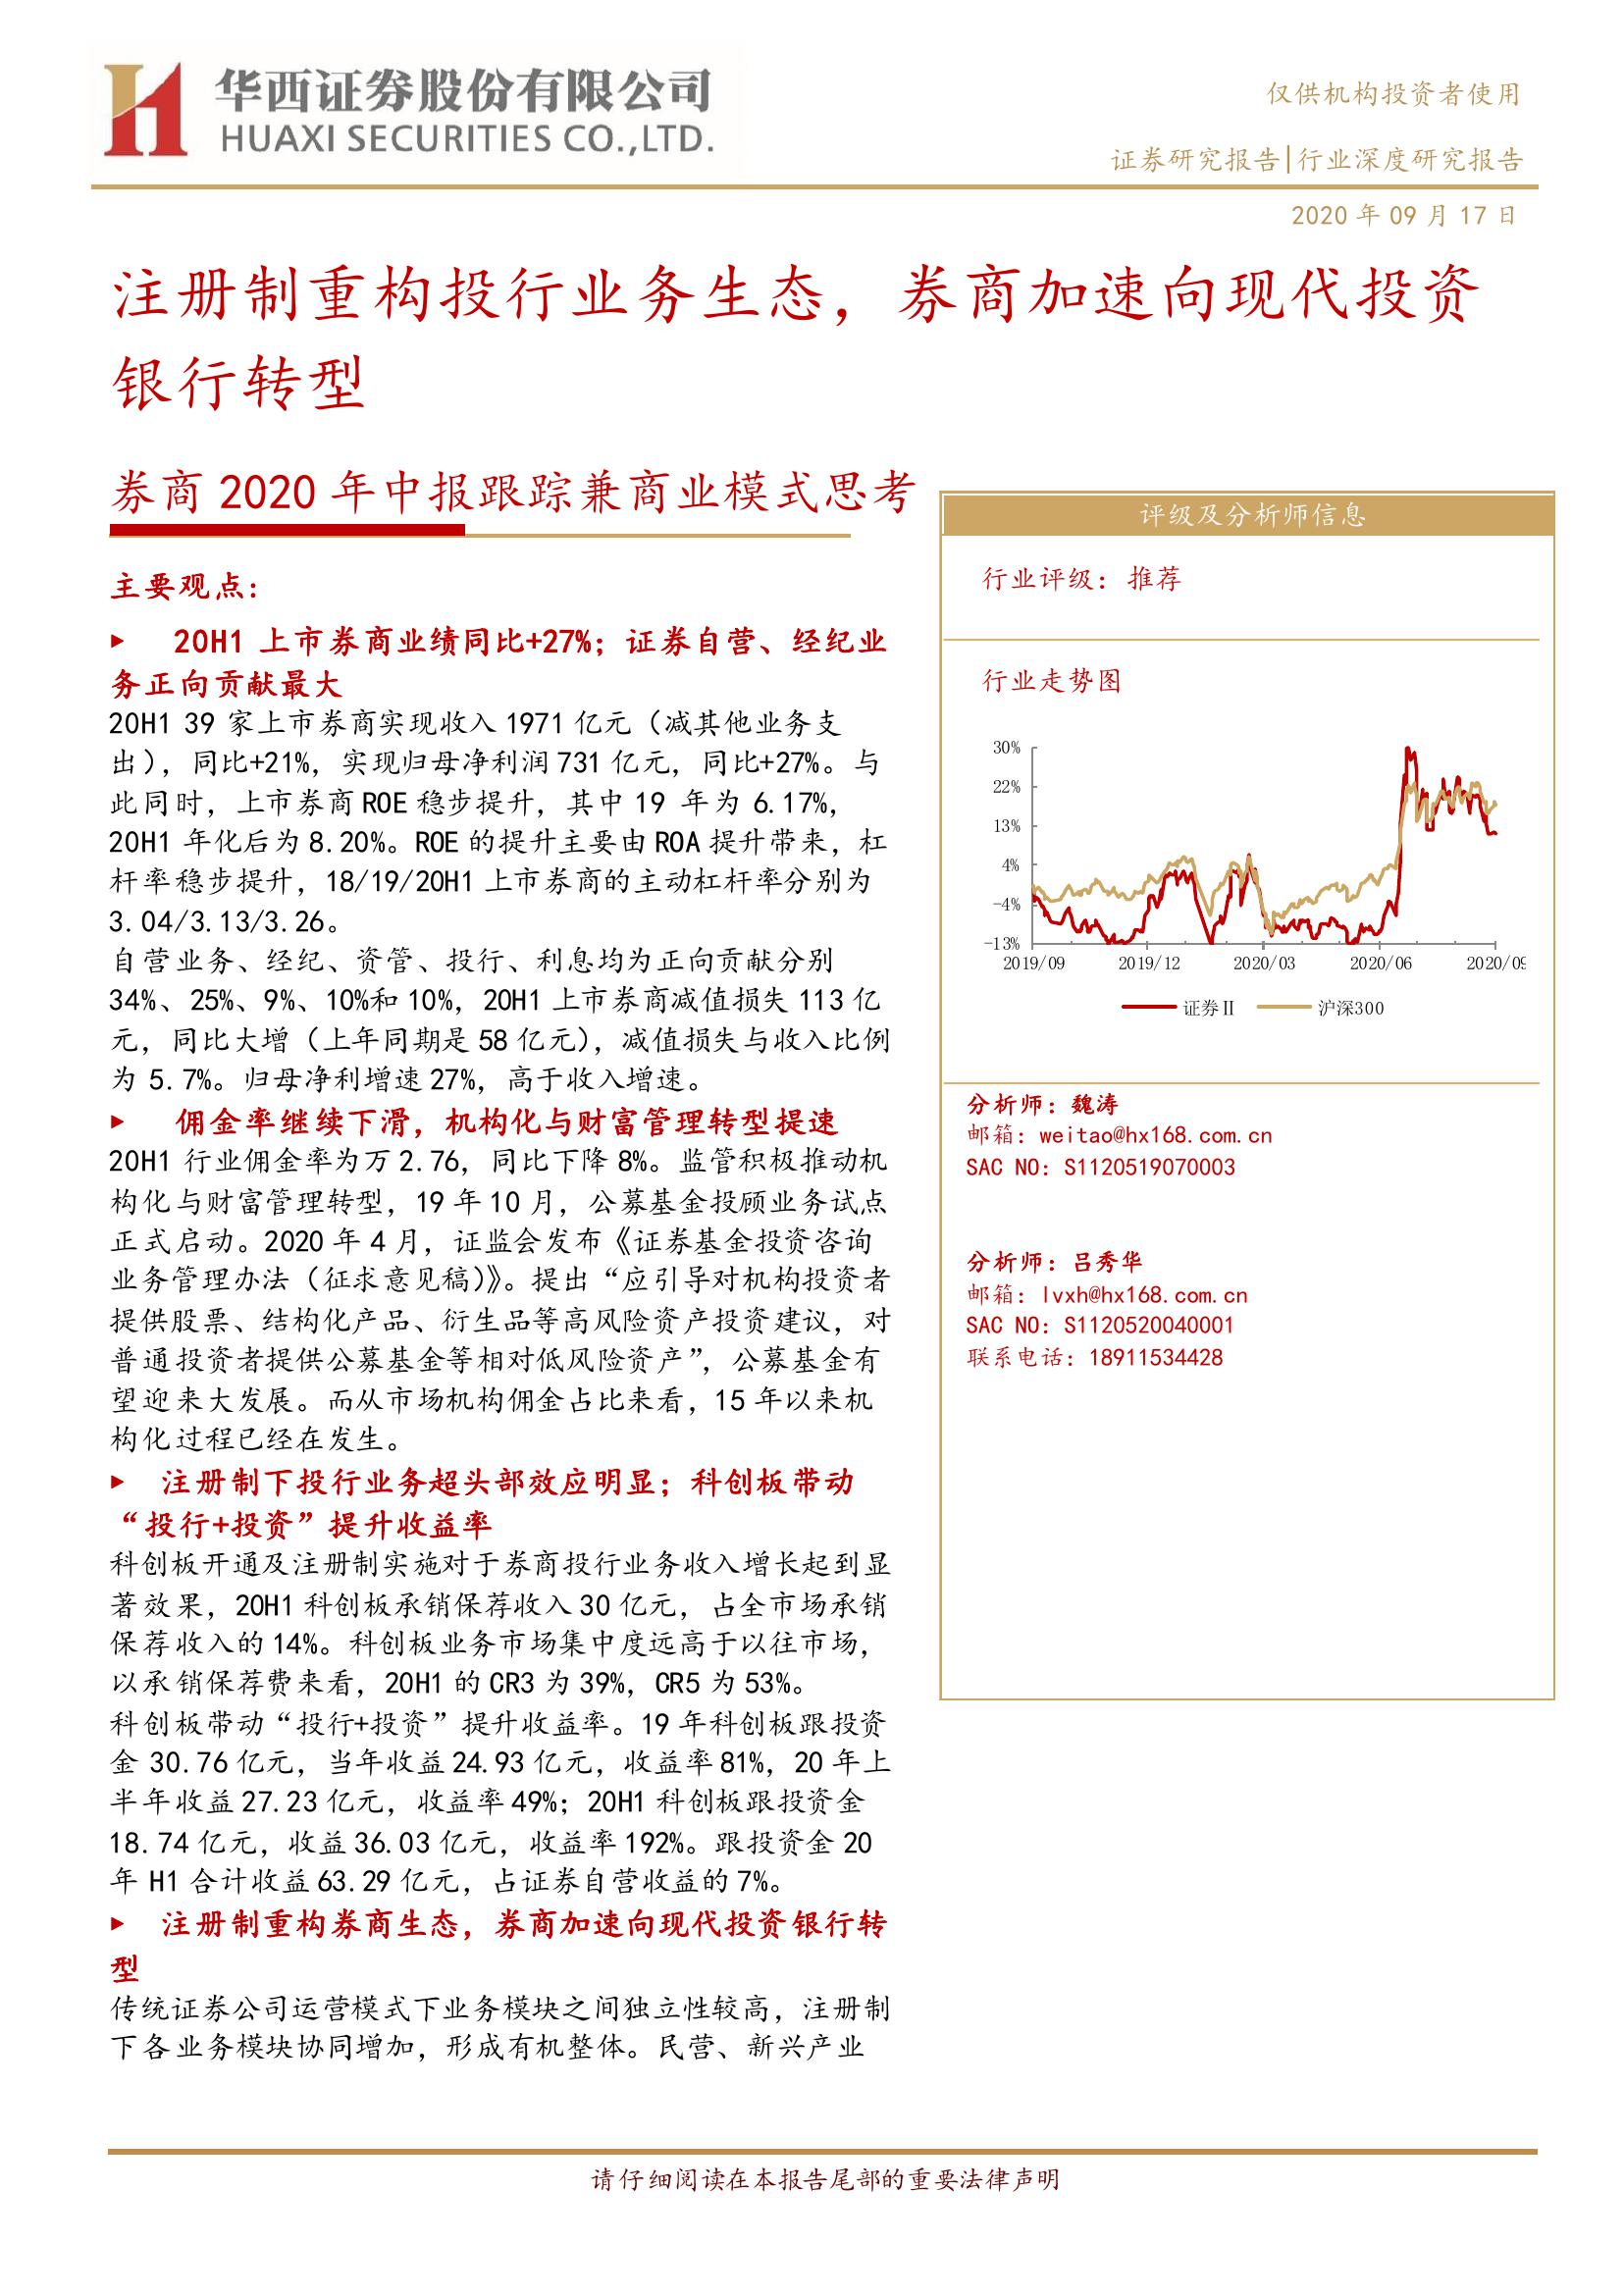 华西证券股份有限公司
HUAXI SECURITIES CO.,LTD.
仅供机构投资者使用
证券研究报告|行业深度研究报告
2020 年 09 月 17 日
注册制重构投行业务生态，券商加速向现代投资
银行转型
券商 2020 年中报跟踪兼商业模式思考
主要观点：
▶ 20H1 上市券商业绩同比+27%；证券自营、经纪业
务正向贡献最大
20H1 39 家上市券商实现收入 1971 亿元（减其他业务支
出），同比+21%，实现归母净利润 731 亿元，同比+27%。与
此同时，上市券商 ROE 稳步提升，其中 19 年为 6.17%，
20H1 年化后为 8.20%。ROE 的提升主要由 ROA 提升带来，杠
杆率稳步提升，18/19/20H1 上市券商的主动杠杆率分别为
3.04/3.13/3.26。
自营业务、经纪、资管、投行、利息均为正向贡献分别
34%、25%、9%、10%和 10%，20H1 上市券商减值损失 113 亿
元，同比大增（上年同期是 58 亿元），减值损失与收入比例
为 5.7%。归母净利增速 27%，高于收入增速。
▶ 佣金率继续下滑，机构化与财富管理转型提速
20H1 行业佣金率为万 2.76，同比下降 8%。监管积极推动机
构化与财富管理转型，19 年 10 月，公募基金投顾业务试点
正式启动。2020 年 4 月，证监会发布《证券基金投资咨询
业务管理办法（征求意见稿）》。提出“应引导对机构投资者
提供股票、结构化产品、衍生品等高风险资产投资建议，对
普通投资者提供公募基金等相对低风险资产”，公募基金有
望迎来大发展。而从市场机构佣金占比来看，15 年以来机
构化过程已经在发生。
▶ 注册制下投行业务超头部效应明显；科创板带动
“投行+投资”提升收益率
科创板开通及注册制实施对于券商投行业务收入增长起到显
著效果，20H1 科创板承销保荐收入 30 亿元，占全市场承销
保荐收入的 14%。科创板业务市场集中度远高于以往市场，
以承销保荐费来看，20H1 的 CR3 为 39%，CR5 为 53%。
科创板带动“投行+投资”提升收益率。19 年科创板跟投资
金 30.76 亿元，当年收益 24.93 亿元，收益率 81%，20 年上
半年收益 27.23 亿元，收益率 49%；20H1 科创板跟投资金
18.74 亿元，收益 36.03 亿元，收益率 192%。跟投资金 20
年 H1 合计收益 63.29 亿元，占证券自营收益的 7%。
▶ 注册制重构券商生态，券商加速向现代投资银行转
型
传统证券公司运营模式下业务模块之间独立性较高，注册制
下各业务模块协同增加，形成有机整体。民营、新兴产业
评级及分析师信息
行业评级：推荐
行业走势图
30%
22%
13%
4%
-4%
-13%
2019/09 2019/12 2020/03 2020/06 2020/09
证券Ⅱ 沪深300
分析师：魏涛
邮箱：weitao@hx168.com.cn
SAC NO：S1120519070003
分析师：吕秀华
邮箱：lvxh@hx168.com.cn
SAC NO：S1120520040001
联系电话：18911534428
请仔细阅读在本报告尾部的重要法律声明